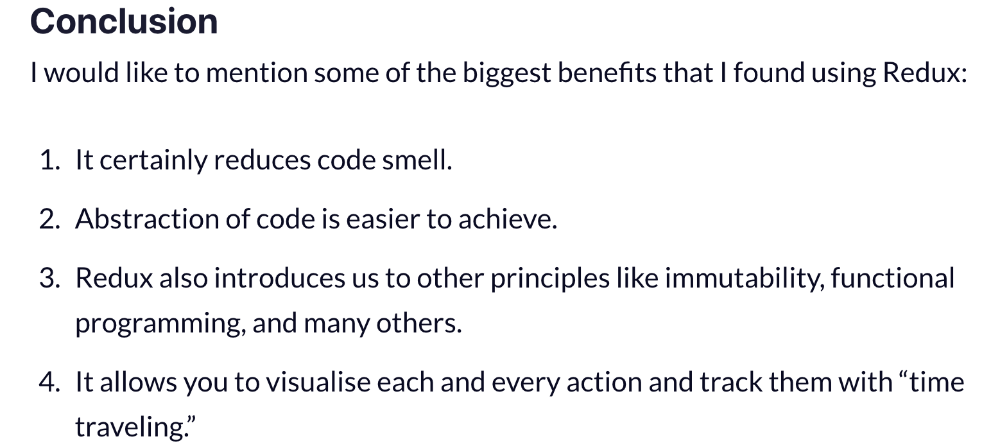 Conclusion
I would like to mention some of the biggest benefits that I found using Redux:
1. It certainly reduces code smell.
2. Abstraction of code is easier to achieve.
3. Redux also introduces us to other principles like immutability, functional
programming, and many others.
4. It allows you to visualise each and every action and track them with “time
traveling.”